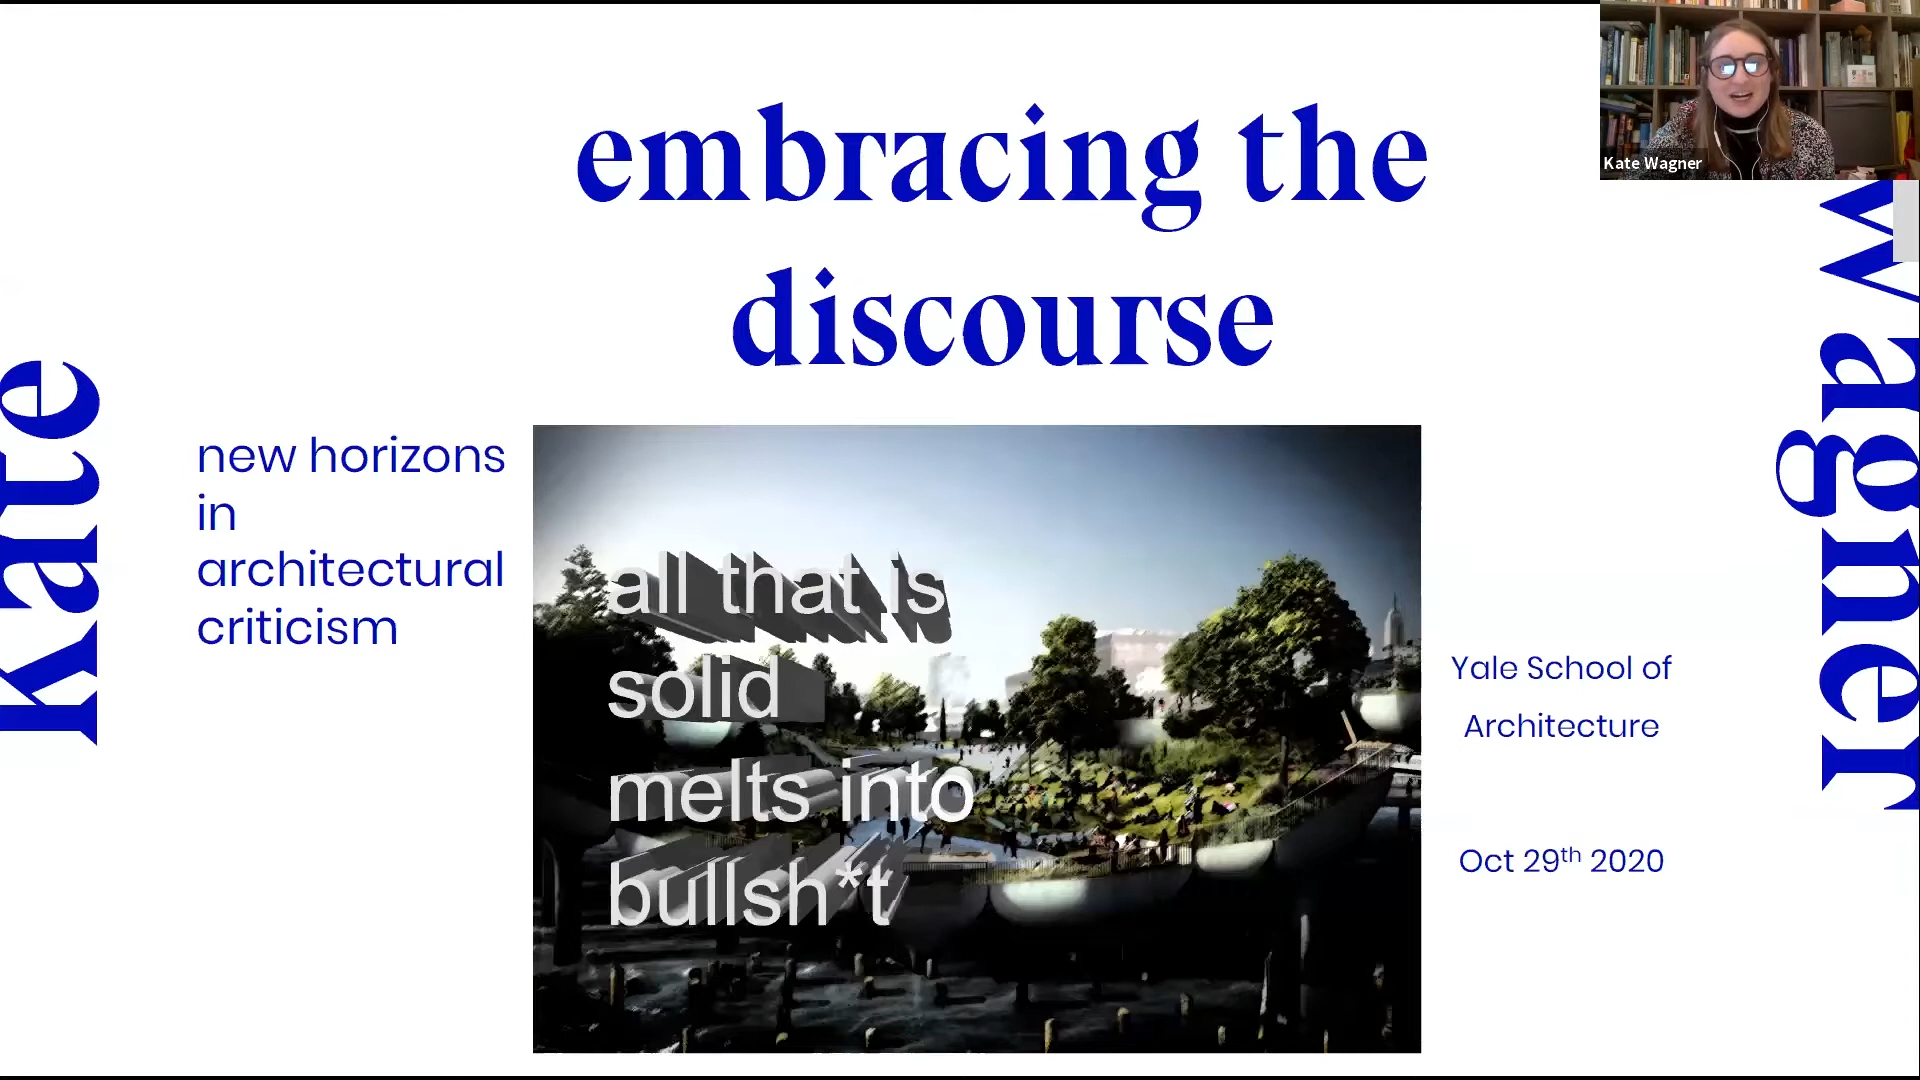 embracing the
discourse
Kate Wagner
Kate
wagner
new horizons
in
architectural
criticism
all that is
solid
melts into
bullsh*t
Yale School of
Architecture
Oct 29th 2020